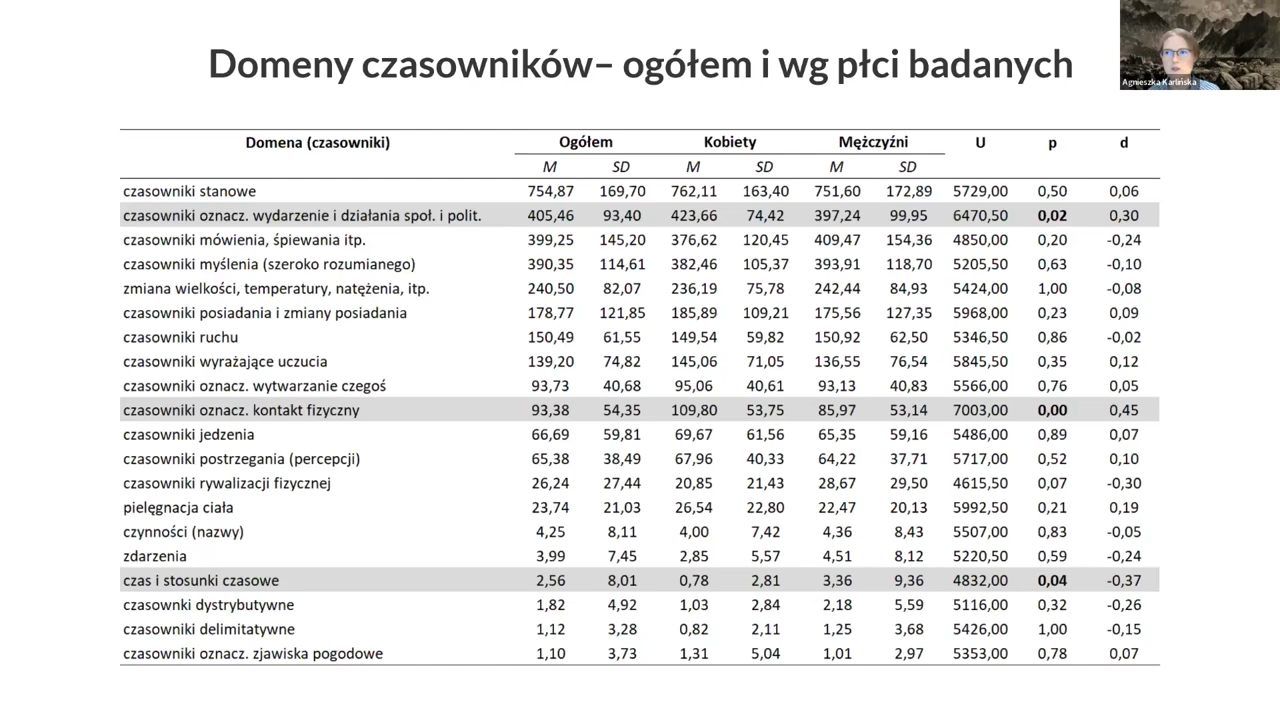 Domeny czasowników– ogółem i wg płci badanych
Agnieszka Karlińska
Domena (czasowniki) Ogółem Kobiety Mężczyźni U p d
M SD M SD M SD
czasowniki stanowe 754,87 169,70 762,11 163,40 751,60 172,89 5729,00 0,50 0,06
czasowniki oznacz. wydarzenie i działania społ. i polit. 405,46 93,40 423,66 74,42 397,24 99,95 6470,50 0,02 0,30
czasowniki mówienia, śpiewania itp. 399,25 145,20 376,62 120,45 409,47 154,36 4850,00 0,20 -0,24
czasowniki myślenia (szeroko rozumianego) 390,35 114,61 382,46 105,37 393,91 118,70 5205,50 0,63 -0,10
zmiana wielkości, temperatury, natężenia, itp. 240,50 82,07 236,19 75,78 242,44 84,93 5424,00 1,00 -0,08
czasowniki posiadania i zmiany posiadania 178,77 121,85 185,89 109,21 175,56 127,35 5968,00 0,23 0,09
czasowniki ruchu 150,49 61,55 149,54 59,82 150,92 62,50 5346,50 0,86 -0,02
czasowniki wyrażające uczucia 139,20 74,82 145,06 71,05 136,55 76,54 5845,50 0,35 0,12
czasowniki oznacz. wytwarzanie czegoś 93,73 40,68 95,06 40,61 93,13 40,83 5566,00 0,76 0,05
czasowniki oznacz. kontakt fizyczny 93,38 54,35 109,80 53,75 85,97 53,14 7003,00 0,00 0,45
czasowniki jedzenia 66,69 59,81 69,67 61,56 65,35 59,16 5486,00 0,89 0,07
czasowniki postrzegania (percepcji) 65,38 38,49 67,96 40,33 64,22 37,71 5717,00 0,52 0,10
czasowniki rywalizacji fizycznej 26,24 27,44 20,85 21,43 28,67 29,50 4615,50 0,07 -0,30
pielęgnacja ciała 23,74 21,03 26,54 22,80 22,47 20,13 5992,50 0,21 0,19
czynności (nazwy) 4,25 8,11 4,00 7,42 4,36 8,43 5507,00 0,83 -0,05
zdarzenia 3,99 7,45 2,85 5,57 4,51 8,12 5220,50 0,59 -0,24
czas i stosunki czasowe 2,56 8,01 0,78 2,81 3,36 9,36 4832,00 0,04 -0,37
czasownki dystrybutywne 1,82 4,92 1,03 2,84 2,18 5,59 5116,00 0,32 -0,26
czasowniki delimitatywne 1,12 3,28 0,82 2,11 1,25 3,68 5426,00 1,00 -0,15
czasowniki oznacz. zjawiska pogodowe 1,10 3,73 1,31 5,04 1,01 2,97 5353,00 0,78 0,07